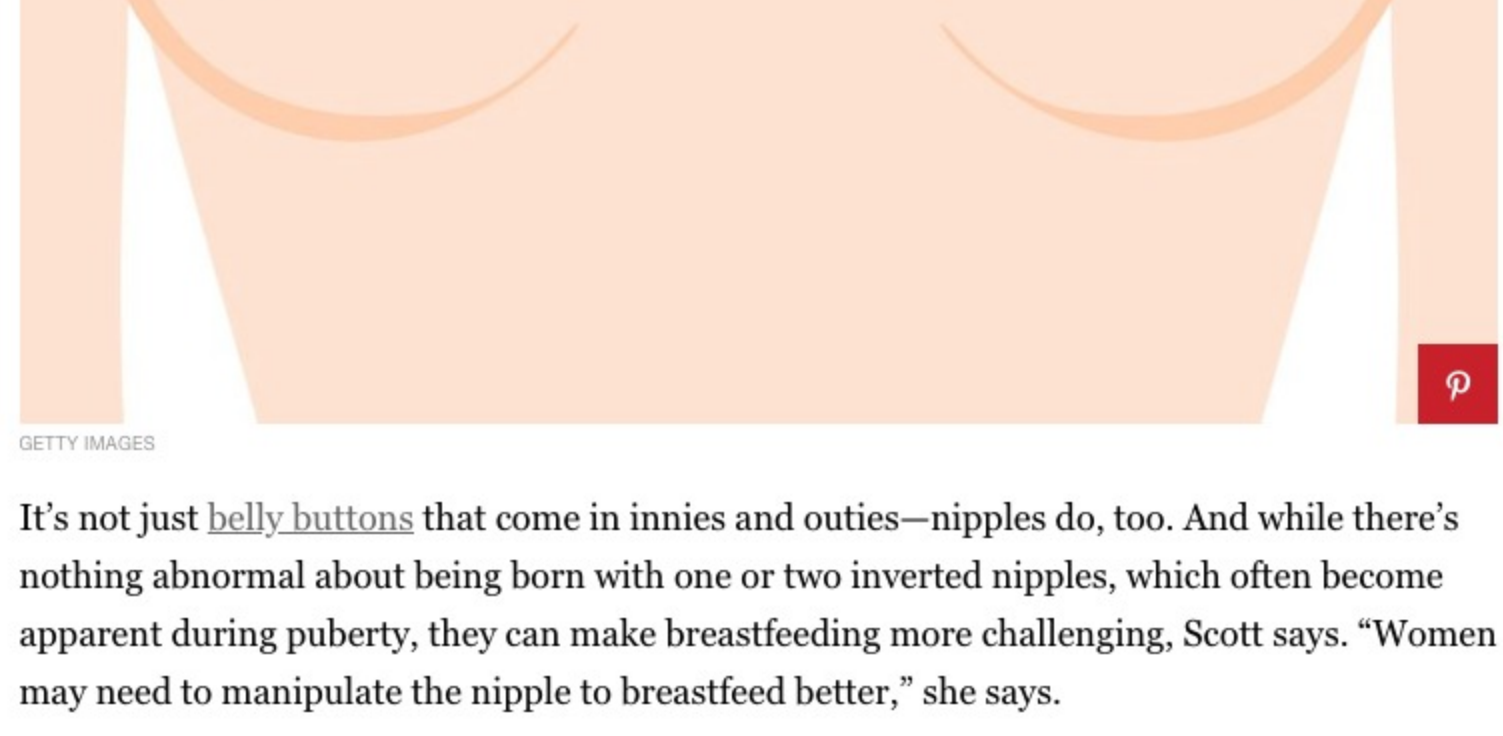 GETTY IMAGES
It’s not just belly buttons that come in innies and outies—nipples do, too. And while there’s
nothing abnormal about being born with one or two inverted nipples, which often become
apparent during puberty, they can make breastfeeding more challenging, Scott says. “Women
may need to manipulate the nipple to breastfeed better,” she says.